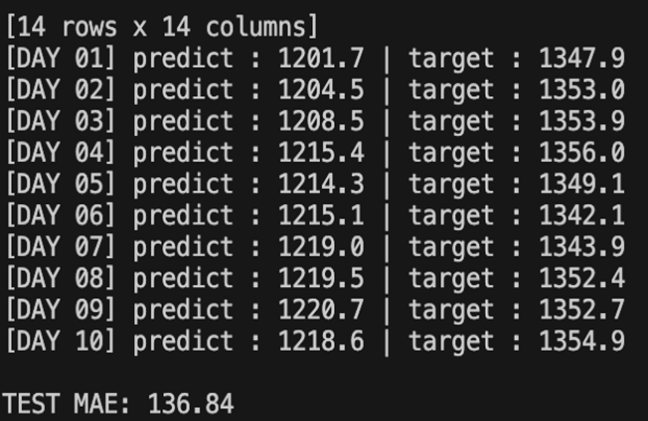 [14 rows x 14 columns]
[DAY 01] predict : 1201.7 | target : 1347.9
[DAY 02] predict : 1204.5 | target : 1353.0
[DAY 03] predict : 1208.5 | target : 1353.9
[DAY 04] predict : 1215.4 | target : 1356.0
[DAY 05] predict : 1214.3 | target : 1349.1
[DAY 06] predict : 1215.1 | target : 1342.1
[DAY 07] predict : 1219.0 | target : 1343.9
[DAY 08] predict : 1219.5 | target : 1352.4
[DAY 09] predict : 1220.7 | target : 1352.7
[DAY 10] predict : 1218.6 | target : 1354.9
TEST MAE: 136.84